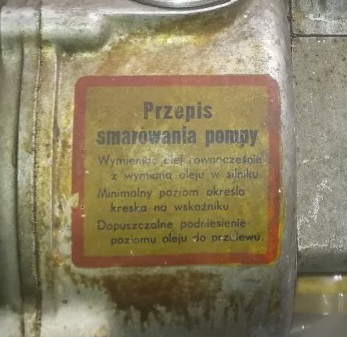 Przepis
smarowania pompy
Wymieniać olej równocześnie
z wymianą oleju w silniku
Minimalny poziom określa
kreska na wskaźniku
Dopuszczalne podniesienie
poziomu oleju do przelewu